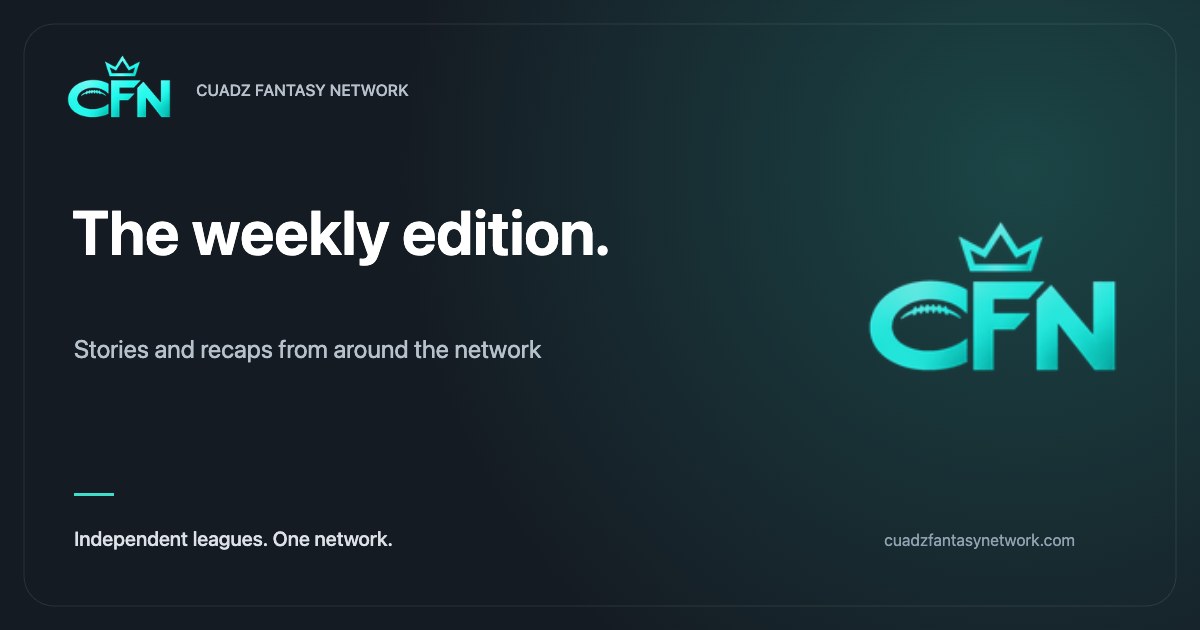 CFN
CUADZ FANTASY NETWORK
The weekly edition.
Stories and recaps from around the network
CFN
Independent leagues. One network.
cuadzfantasynetwork.com